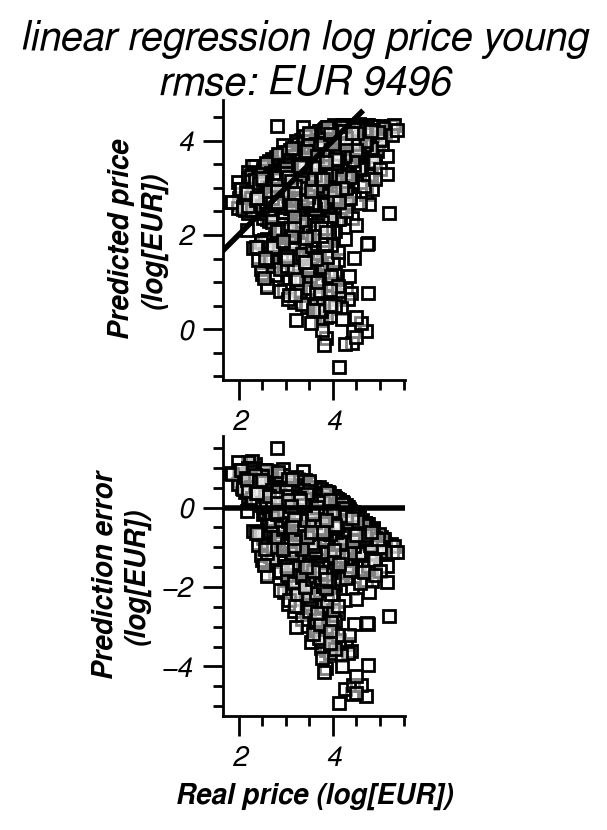 linear regression log price young
rmse: EUR 9496
4
2
0
Predicted price
(log[EUR])
2 4
0
−2
−4
Prediction error
(log[EUR])
2 4
Real price (log[EUR])